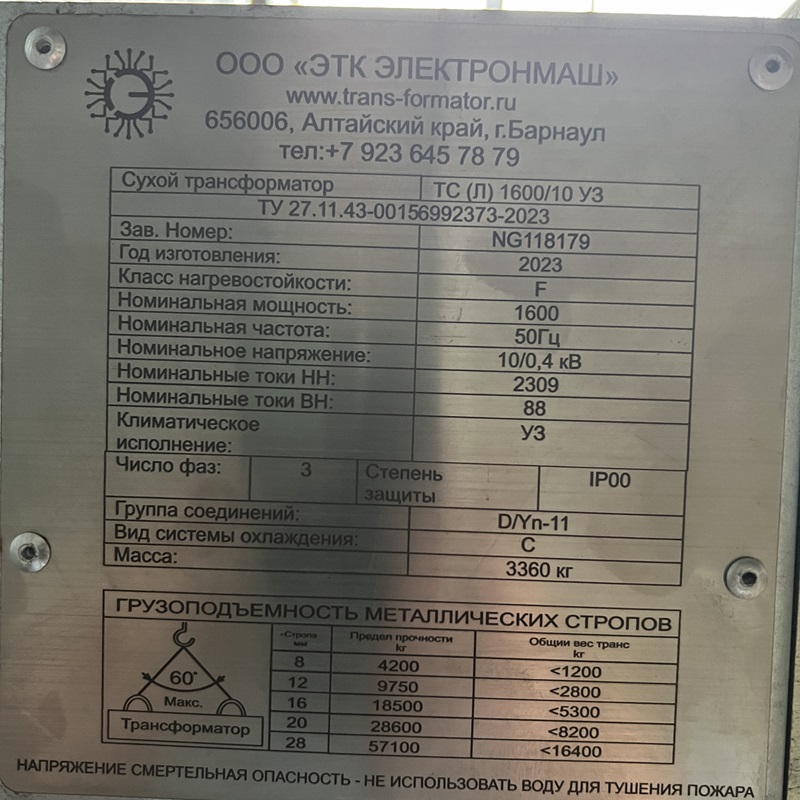 ООО «ЭТК ЭЛЕКТРОНМАШ»
www.trans-formator.ru
656006, Алтайский край, г.Барнаул
тел:+7 923 645 78 79
Сухой трансформатор ТС (Л) 1600/10 УЗ
ТУ 27.11.43-00156992373-2023
Зав. Номер: NG118179
Год изготовления: 2023
Класс нагревостойкости: F
Номинальная мощность: 1600
Номинальная частота: 50Гц
Номинальное напряжение: 10/0,4 кВ
Номинальные токи НН: 2309
Номинальные токи ВН: 88
Климатическое исполнение: УЗ
Число фаз: 3 Степень защиты IP00
Группа соединений: D/Yn-11
Вид системы охлаждения: С
Масса: 3360 кг
ГРУЗОПОДЪЕМНОСТЬ МЕТАЛЛИЧЕСКИХ СТРОПОВ
Стропа мм Предел прочности kг Общии вес транс kг
8 4200 <1200
12 9750 <2800
16 18500 <5300
20 28600 <8200
28 57100 <16400
60°
Макс.
Трансформатор
НАПРЯЖЕНИЕ СМЕРТЕЛЬНАЯ ОПАСНОСТЬ - НЕ ИСПОЛЬЗОВАТЬ ВОДУ ДЛЯ ТУШЕНИЯ ПОЖАРА